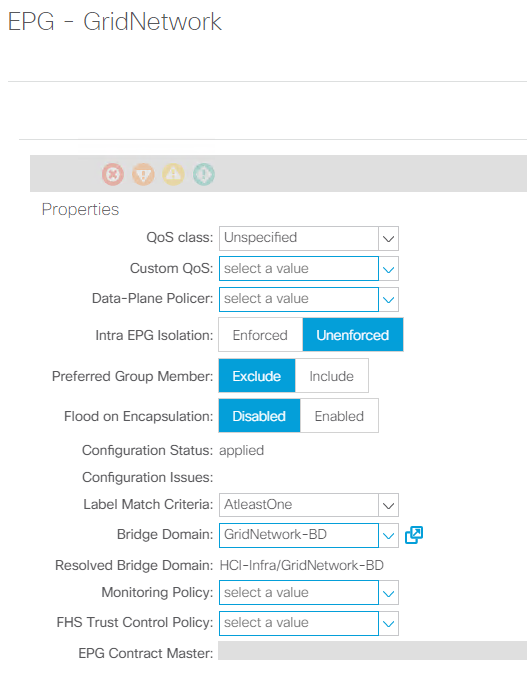 EPG - GridNetwork
Properties
QoS class: Unspecified
Custom QoS: select a value
Data-Plane Policer: select a value
Intra EPG Isolation: Enforced Unenforced
Preferred Group Member: Exclude Include
Flood on Encapsulation: Disabled Enabled
Configuration Status: applied
Configuration Issues:
Label Match Criteria: AtleastOne
Bridge Domain: GridNetwork-BD
Resolved Bridge Domain: HCI-Infra/GridNetwork-BD
Monitoring Policy: select a value
FHS Trust Control Policy: select a value
EPG Contract Master: